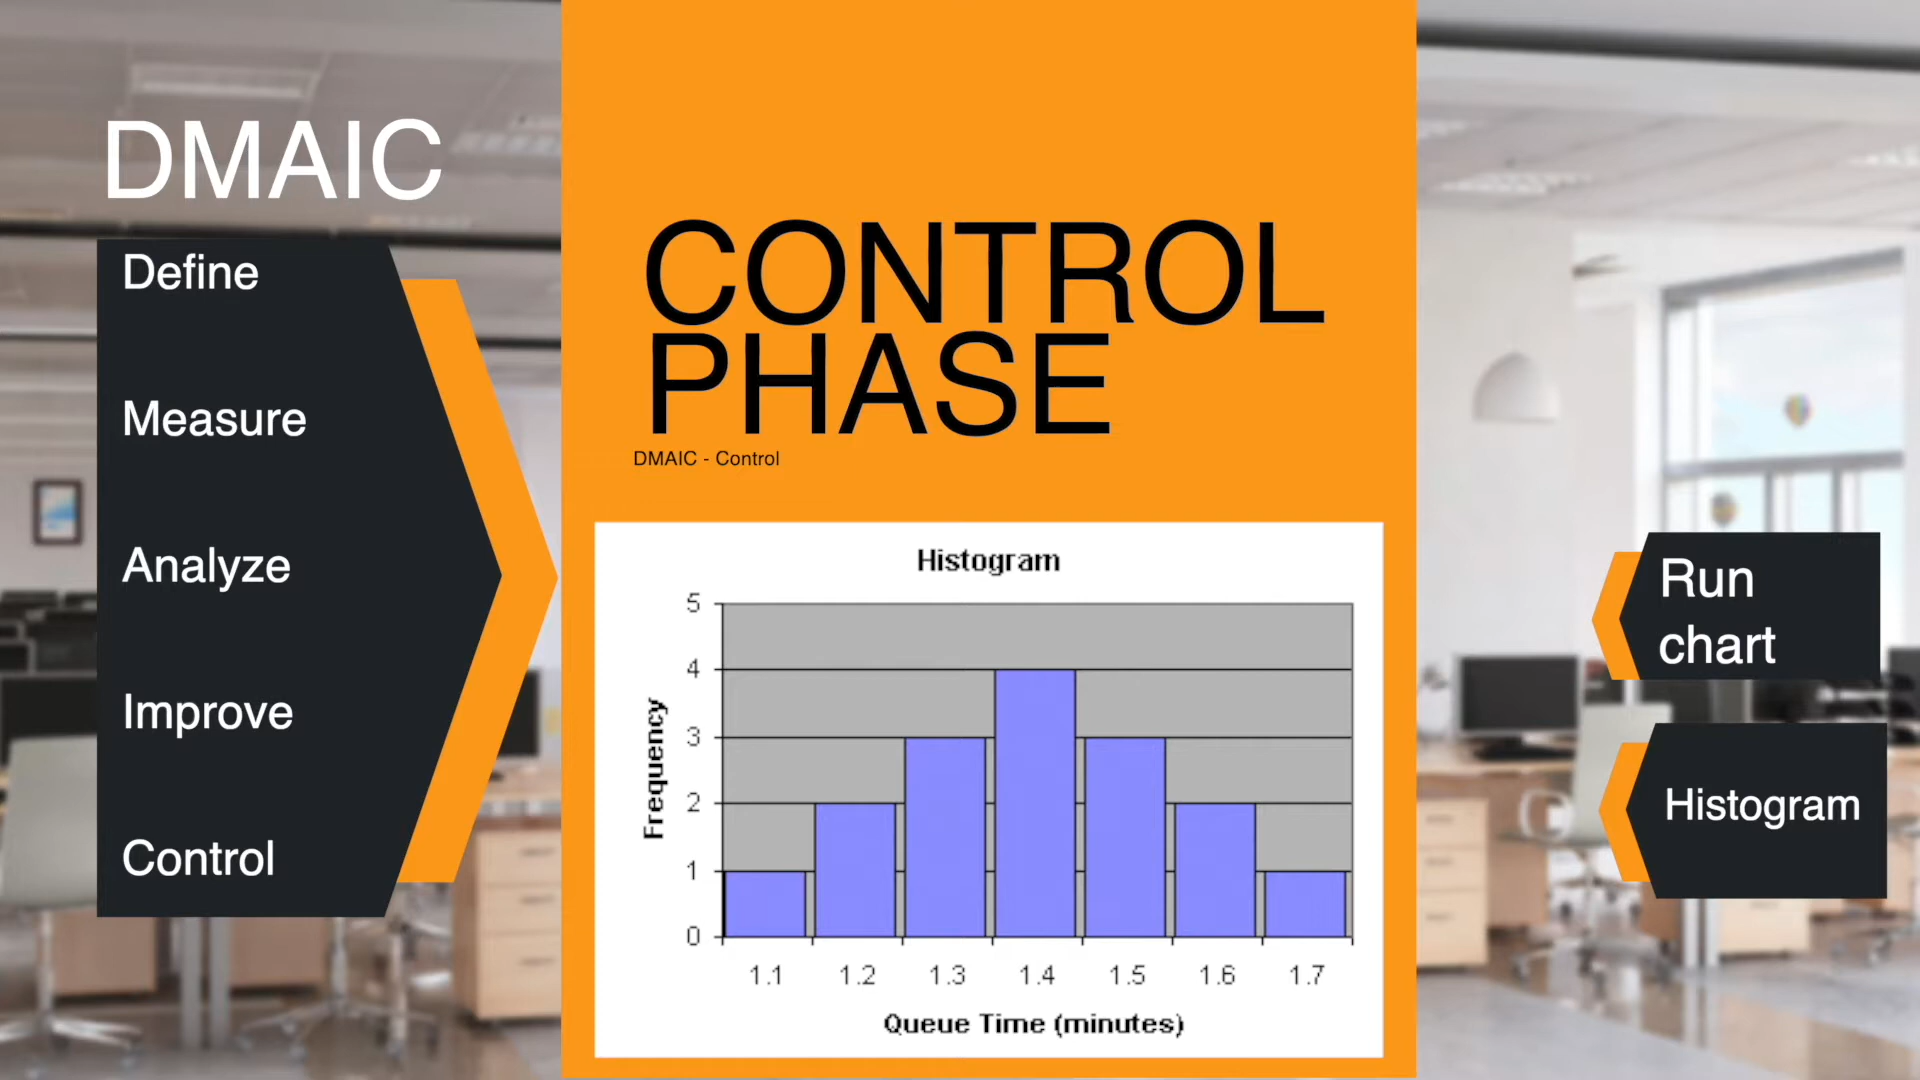 DMAIC
Define
Measure
Analyze
Improve
Control
CONTROL
PHASE
DMAIC - Control
Histogram
5
4
3
2
1
0
Frequency
1.1 1.2 1.3 1.4 1.5 1.6 1.7
Queue Time (minutes)
Run
chart
Histogram